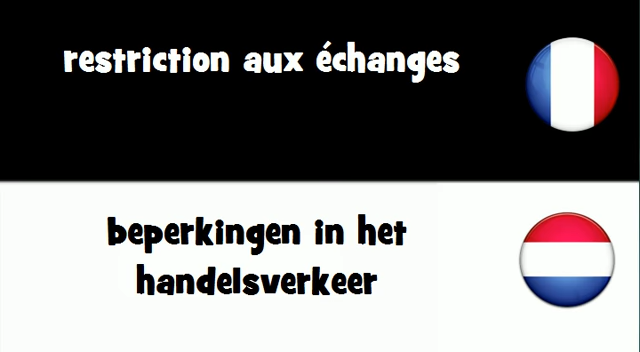 restriction aux échanges
beperkingen in het
handelsverkeer